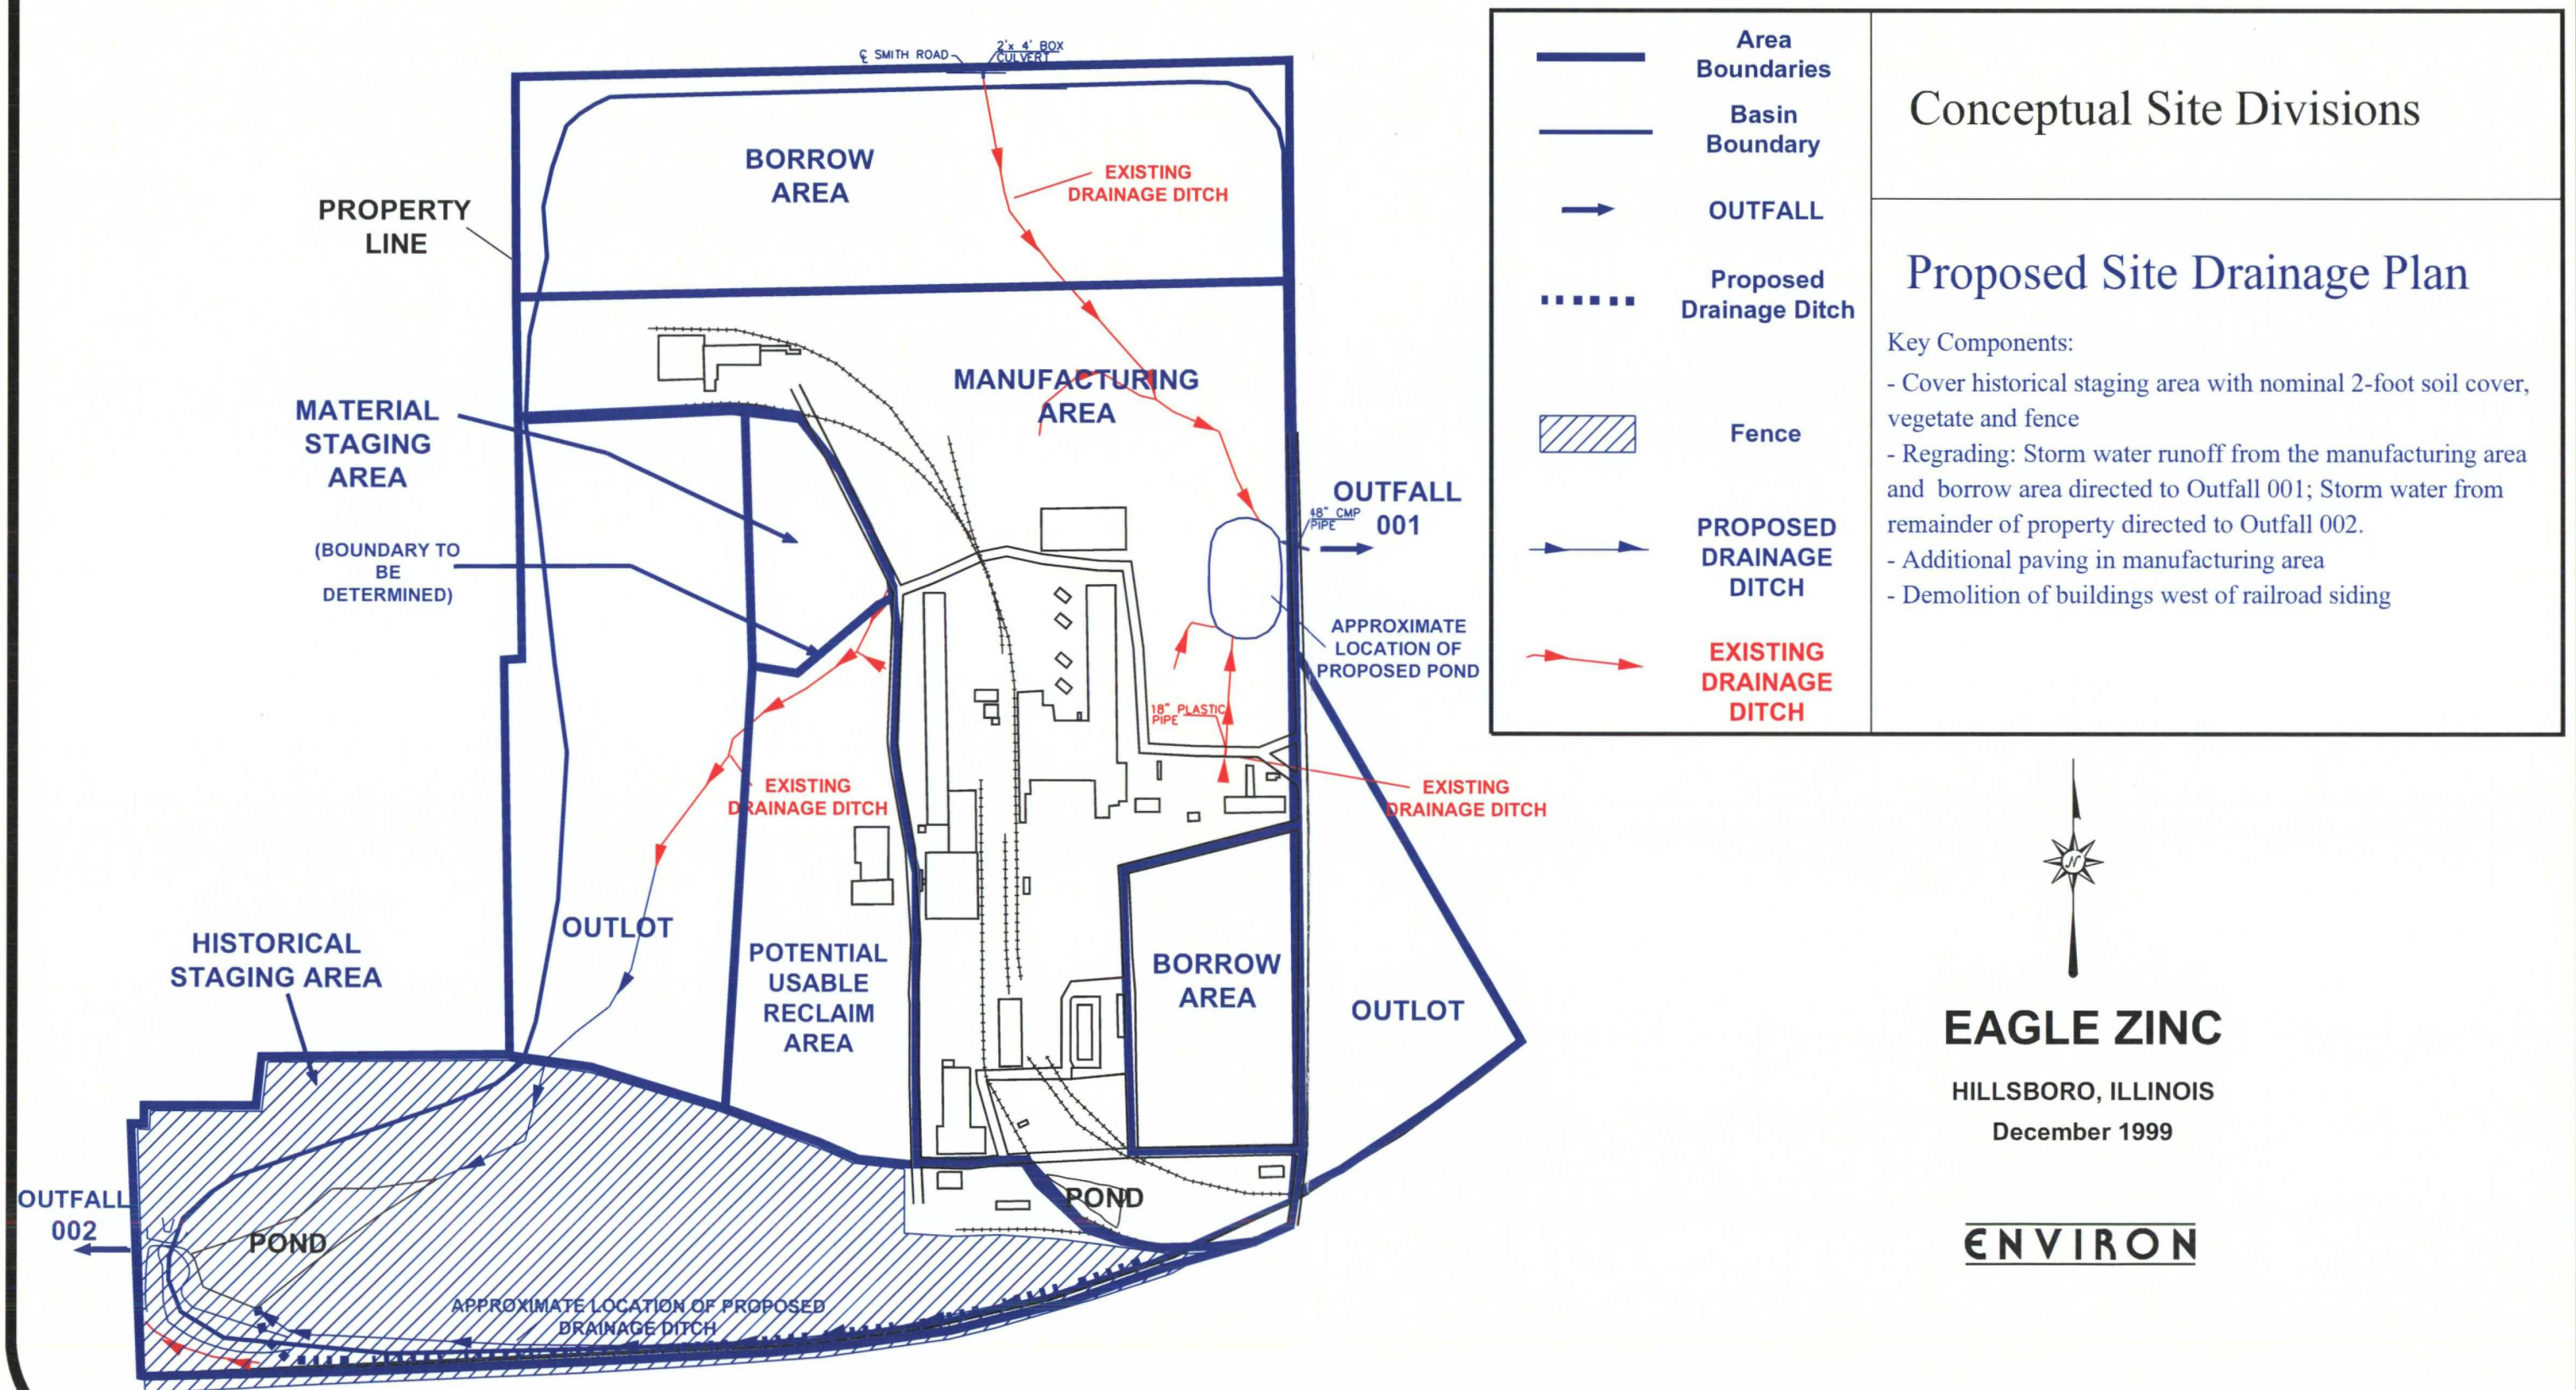 ℄ SMITH ROAD
2'x 4' BOX
CULVERT
BORROW
AREA
EXISTING
DRAINAGE DITCH
PROPERTY
LINE
MANUFACTURING
AREA
MATERIAL
STAGING
AREA
(BOUNDARY TO
BE
DETERMINED)
OUTFALL
001
48" CMP
PIPE
APPROXIMATE
LOCATION OF
PROPOSED POND
18" PLASTIC
PIPE
EXISTING
DRAINAGE DITCH
EXISTING
DRAINAGE DITCH
OUTLOT
HISTORICAL
STAGING AREA
POTENTIAL
USABLE
RECLAIM
AREA
BORROW
AREA
OUTLOT
OUTFALL
002
POND
POND
APPROXIMATE LOCATION OF PROPOSED
DRAINAGE DITCH
Area
Boundaries
Basin
Boundary
OUTFALL
Proposed
Drainage Ditch
Fence
PROPOSED
DRAINAGE
DITCH
EXISTING
DRAINAGE
DITCH
Conceptual Site Divisions
Proposed Site Drainage Plan
Key Components:
- Cover historical staging area with nominal 2-foot soil cover,
vegetate and fence
- Regrading: Storm water runoff from the manufacturing area
and borrow area directed to Outfall 001; Storm water from
remainder of property directed to Outfall 002.
- Additional paving in manufacturing area
- Demolition of buildings west of railroad siding
N
EAGLE ZINC
HILLSBORO, ILLINOIS
December 1999
ENVIRON